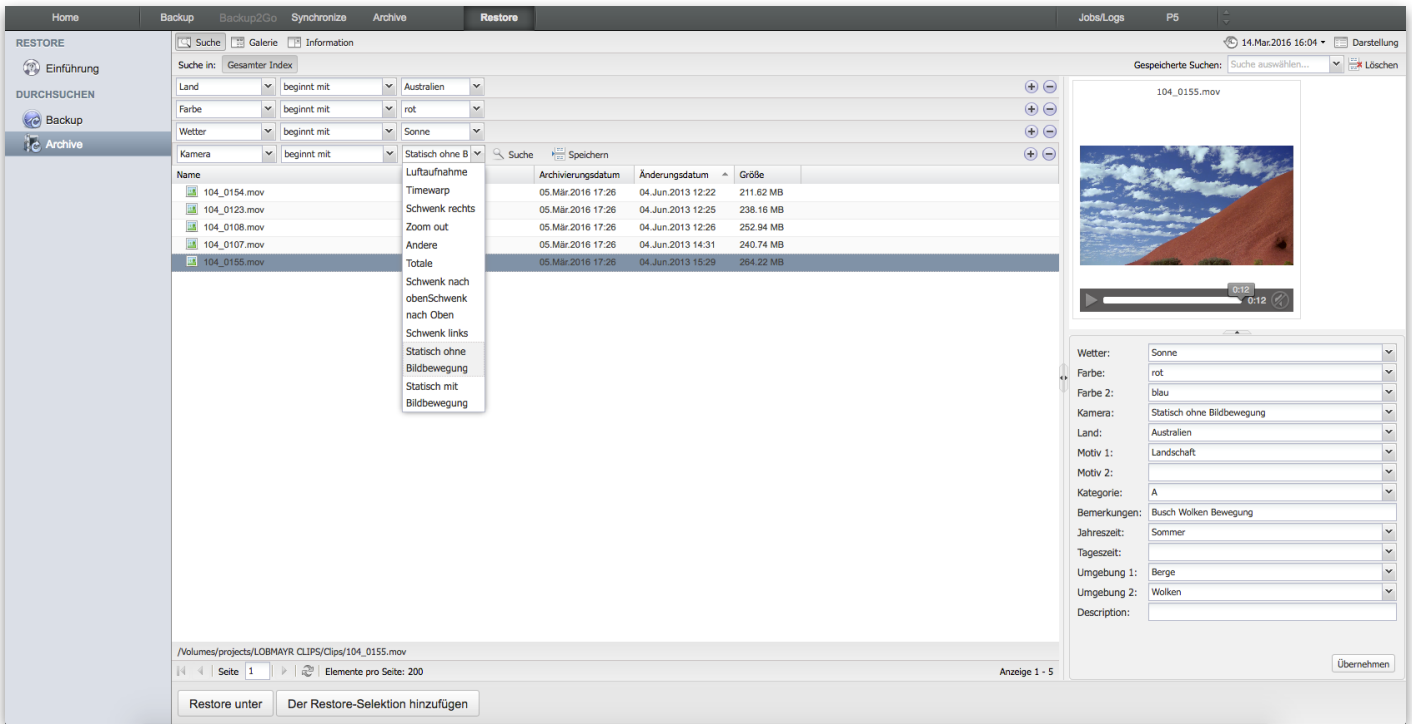 Home Backup Backup2Go Synchronize Archive Restore Jobs/Logs P5
RESTORE
Einführung
DURCHSUCHEN
Backup
Archive
Suche Galerie Information 14.Mar.2016 16:04 Darstellung
Suche in: Gesamter Index Gespeicherte Suchen: Suche auswählen... Löschen
Land beginnt mit Australien
Farbe beginnt mit rot
Wetter beginnt mit Sonne
Kamera beginnt mit Statisch ohne B Suche Speichern
Luftaufnahme
Timewarp
Schwenk rechts
Zoom out
Andere
Totale
Schwenk nach
obenSchwenk
nach Oben
Schwenk links
Statisch ohne
Bildbewegung
Statisch mit
Bildbewegung
Name Archivierungsdatum Änderungsdatum Größe
104_0154.mov 05.Mär.2016 17:26 04.Jun.2013 12:22 211.62 MB
104_0123.mov 05.Mär.2016 17:26 04.Jun.2013 12:25 238.16 MB
104_0108.mov 05.Mär.2016 17:26 04.Jun.2013 12:26 252.94 MB
104_0107.mov 05.Mär.2016 17:26 04.Jun.2013 14:31 240.74 MB
104_0155.mov 05.Mär.2016 17:26 04.Jun.2013 15:29 264.22 MB
/Volumes/projects/LOBMAYR CLIPS/Clips/104_0155.mov
Seite 1 Elemente pro Seite: 200 Anzeige 1 - 5
Restore unter Der Restore-Selektion hinzufügen
104_0155.mov
0:12
0:12
Wetter: Sonne
Farbe: rot
Farbe 2: blau
Kamera: Statisch ohne Bildbewegung
Land: Australien
Motiv 1: Landschaft
Motiv 2:
Kategorie: A
Bemerkungen: Busch Wolken Bewegung
Jahreszeit: Sommer
Tageszeit:
Umgebung 1: Berge
Umgebung 2: Wolken
Description:
Übernehmen